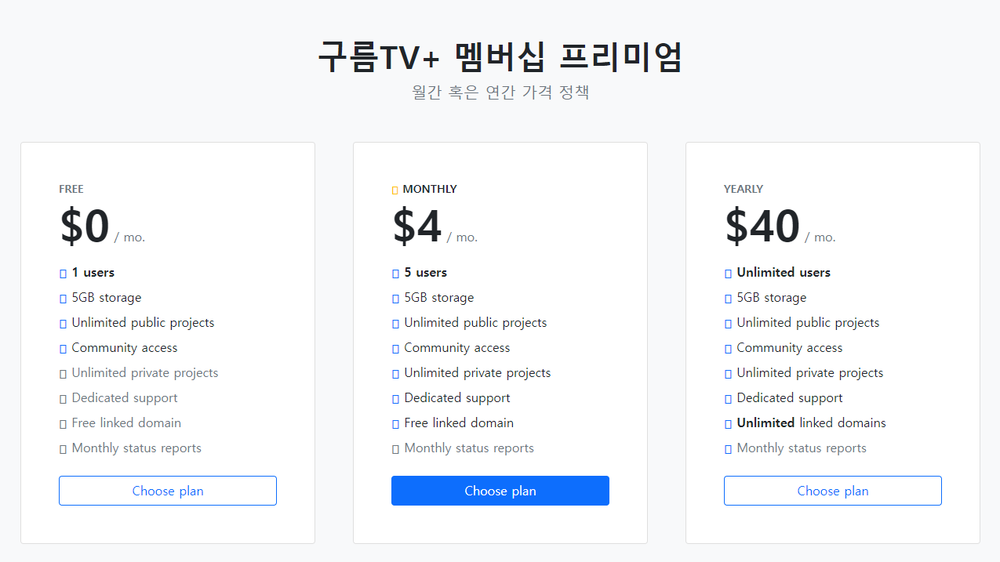 구름TV+ 멤버십 프리미엄
월간 혹은 연간 가격 정책
FREE
$0 / mo.
1 users
5GB storage
Unlimited public projects
Community access
Unlimited private projects
Dedicated support
Free linked domain
Monthly status reports
Choose plan
MONTHLY
$4 / mo.
5 users
5GB storage
Unlimited public projects
Community access
Unlimited private projects
Dedicated support
Free linked domain
Monthly status reports
Choose plan
YEARLY
$40 / mo.
Unlimited users
5GB storage
Unlimited public projects
Community access
Unlimited private projects
Dedicated support
Unlimited linked domains
Monthly status reports
Choose plan